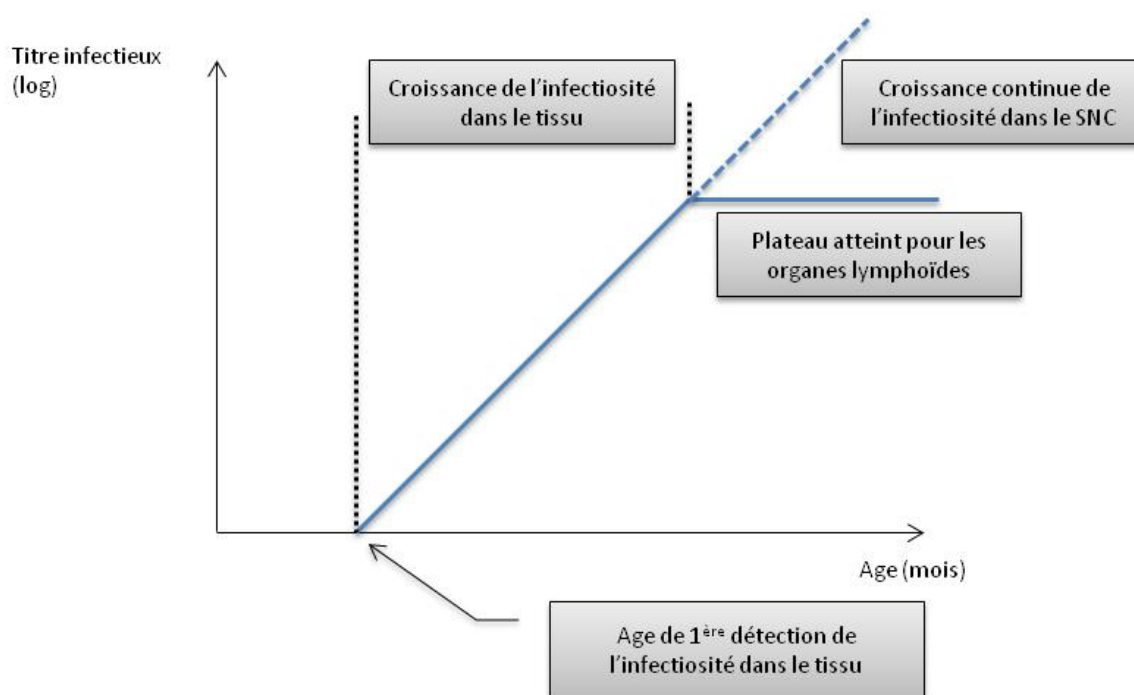 Titre infectieux
(log)
Croissance de l'infectiosité
dans le tissu
Croissance continue de
l'infectiosité dans le SNC
Plateau atteint pour les
organes lymphoïdes
Age (mois)
Age de 1ère détection de
l'infectiosité dans le tissu